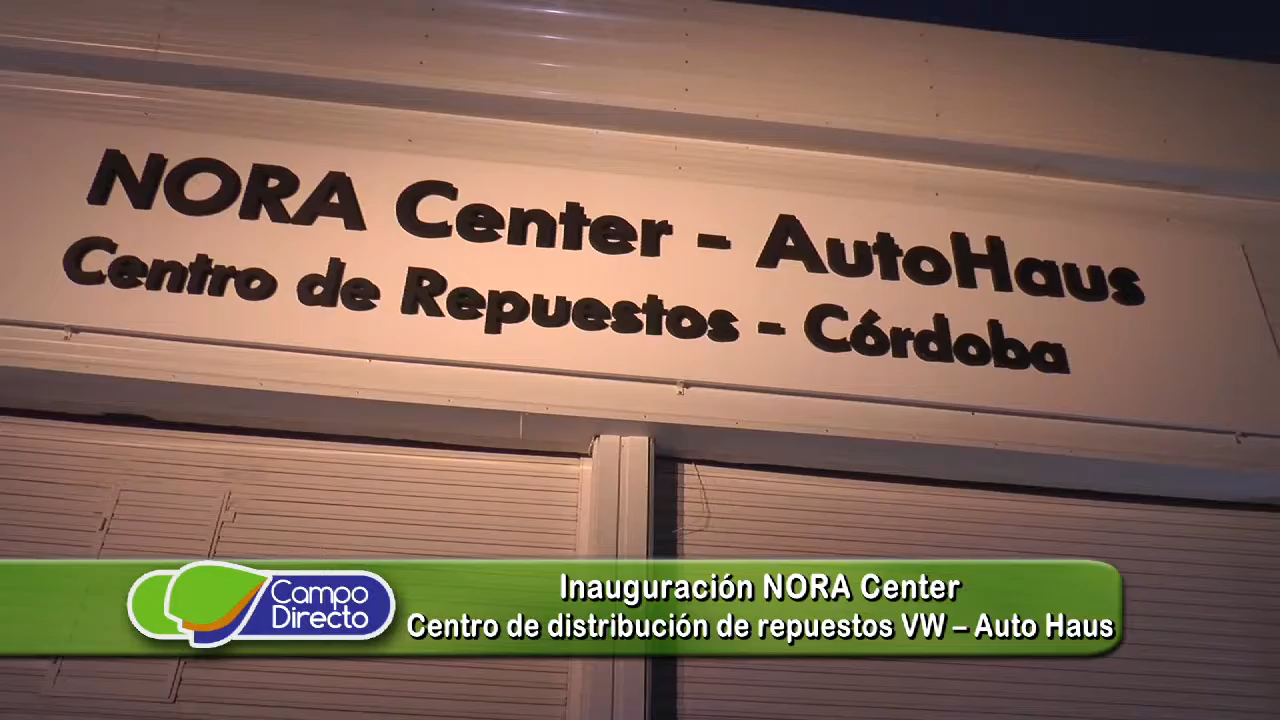 NORA Center - AutoHaus
Centro de Repuestos - Córdoba
Campo
Directo
Inauguración NORA Center
Centro de distribución de repuestos VW – Auto Haus